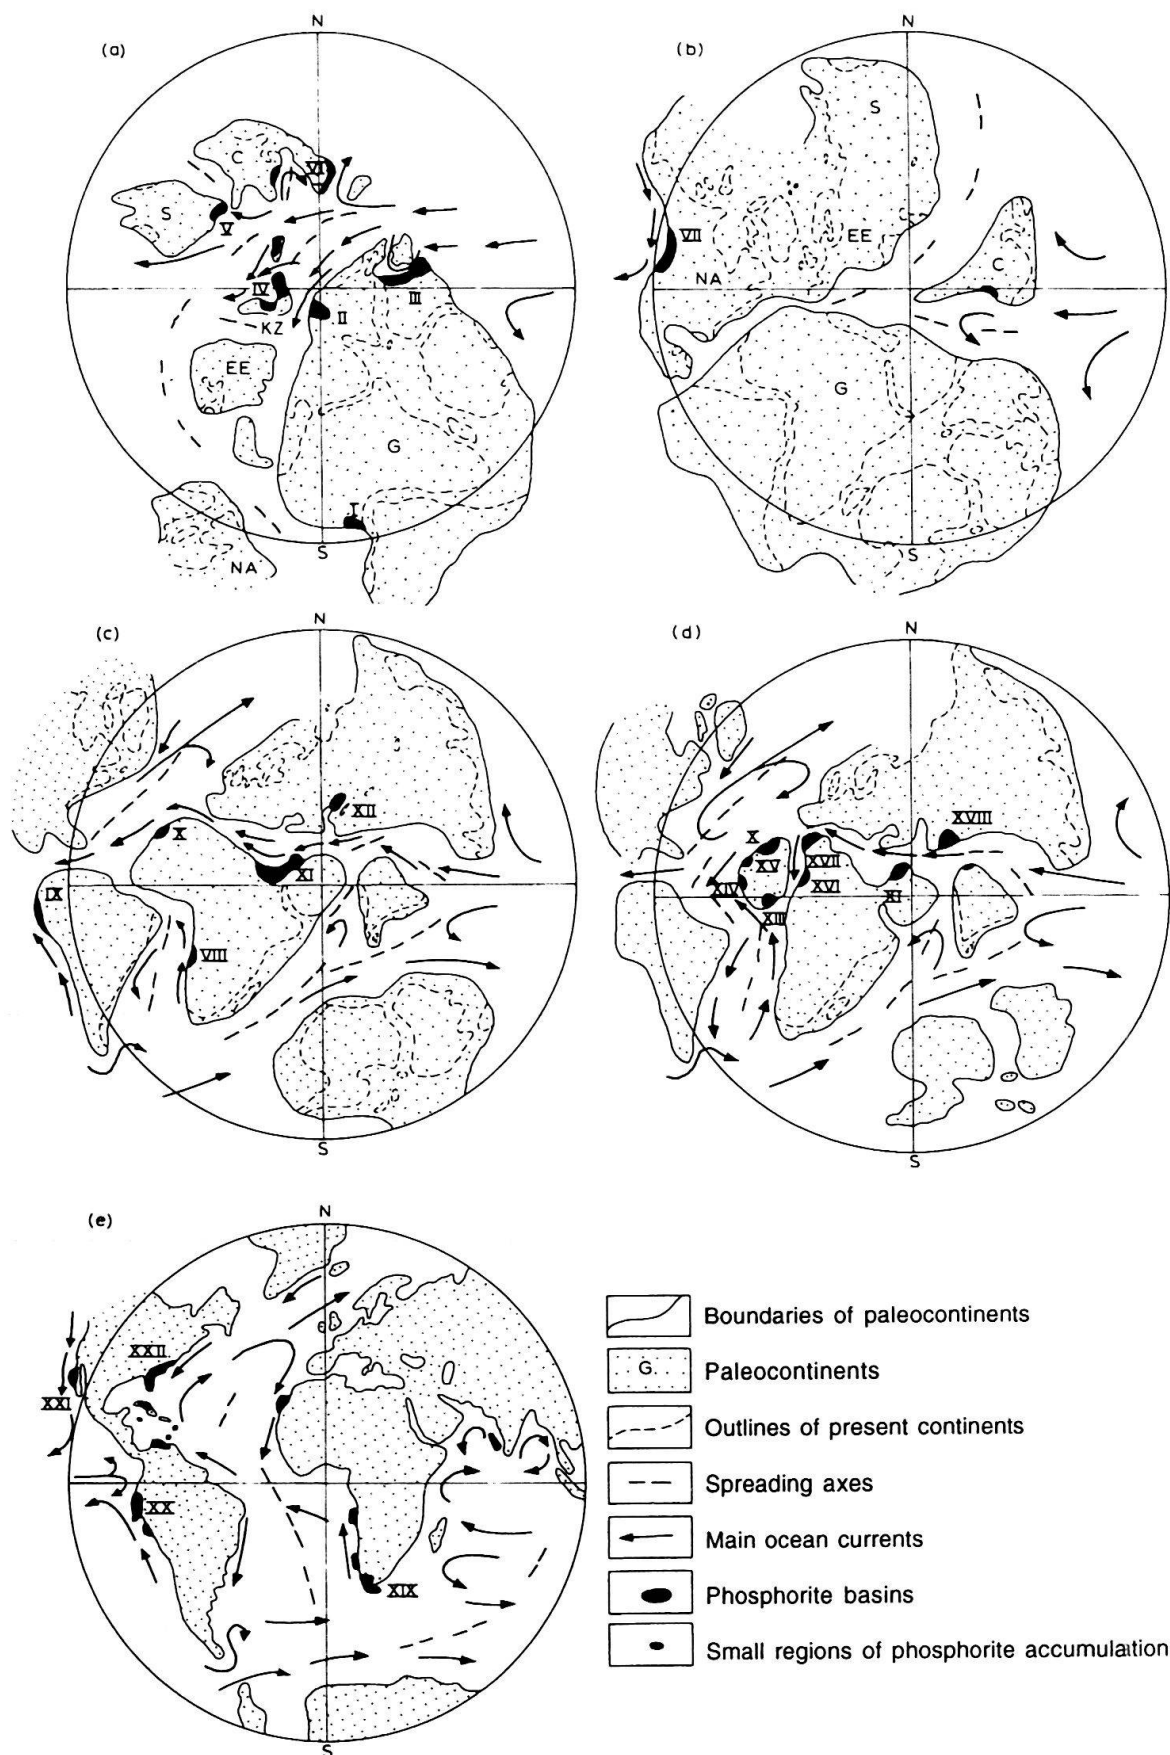 (a)
N
C
VI
S
V
IV
III
II
KZ
EE
G
I
S
NA
(b)
N
S
VII
EE
C
NA
G
S
(c)
N
XII
X
XI
IX
VIII
S
(d)
N
XVIII
X
XV
XVII
XIV
XVI
XI
XIII
S
(e)
N
XXII
XXI
XX
XIX
S
Boundaries of paleocontinents
G
Paleocontinents
Outlines of present continents
Spreading axes
Main ocean currents
Phosphorite basins
Small regions of phosphorite accumulation